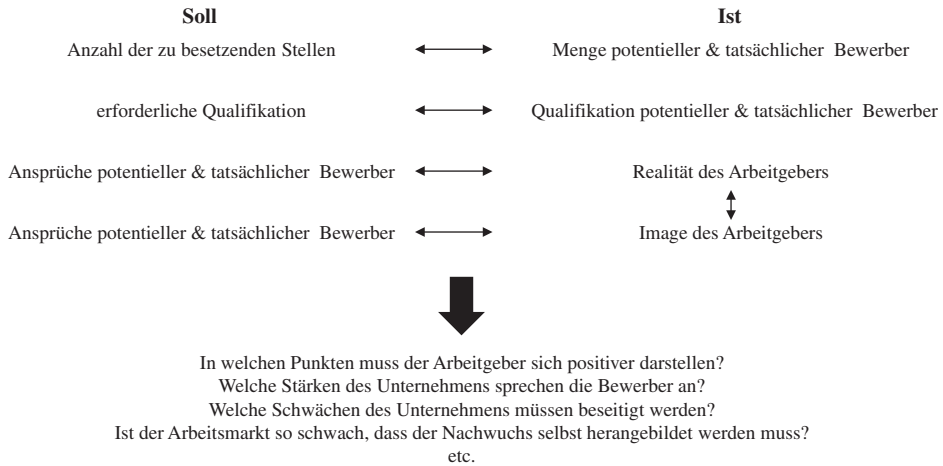 Soll Ist
Anzahl der zu besetzenden Stellen Menge potentieller & tatsächlicher Bewerber
erforderliche Qualifikation Qualifikation potentieller & tatsächlicher Bewerber
Ansprüche potentieller & tatsächlicher Bewerber Realität des Arbeitgebers
Ansprüche potentieller & tatsächlicher Bewerber Image des Arbeitgebers
In welchen Punkten muss der Arbeitgeber sich positiver darstellen?
Welche Stärken des Unternehmens sprechen die Bewerber an?
Welche Schwächen des Unternehmens müssen beseitigt werden?
Ist der Arbeitsmarkt so schwach, dass der Nachwuchs selbst herangebildet werden muss?
etc.